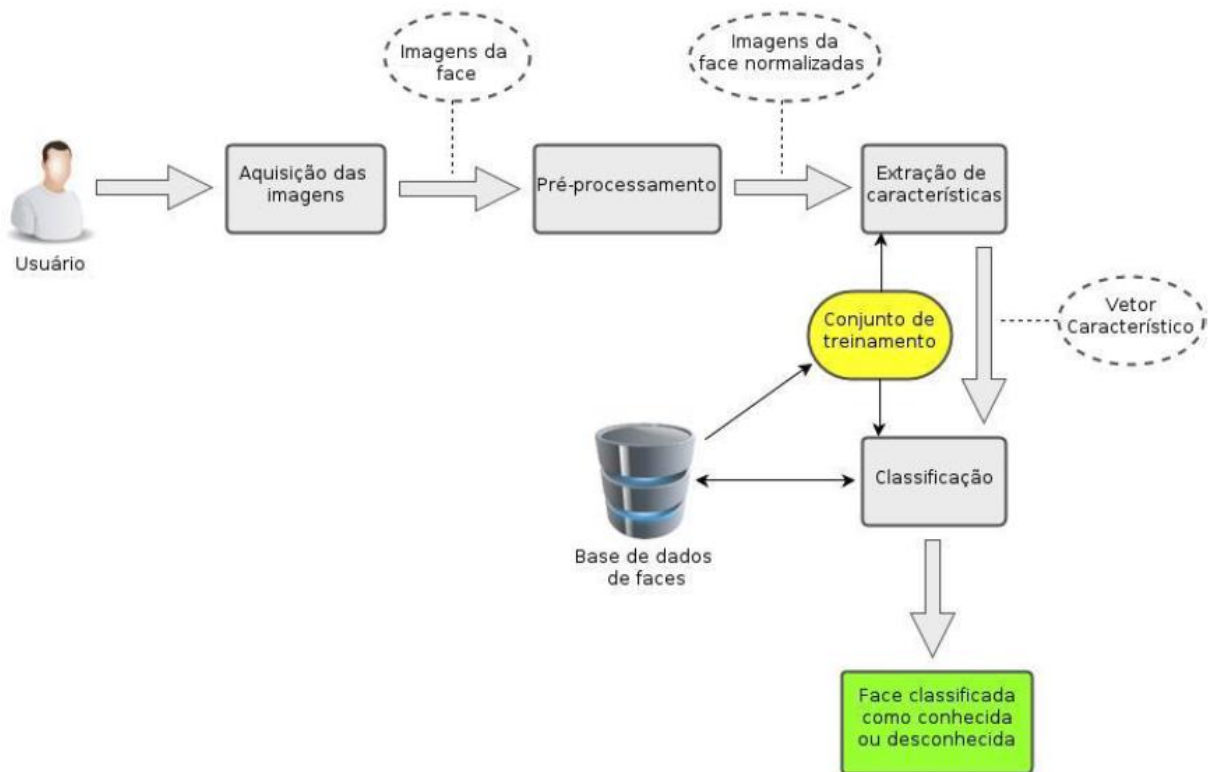 Imagens da
face
Imagens da
face normalizadas
Usuário
Aquisição das
imagens
Pré-processamento
Extração de
características
Conjunto de
treinamento
Vetor
Característico
Base de dados
de faces
Classificação
Face classificada
como conhecida
ou desconhecida